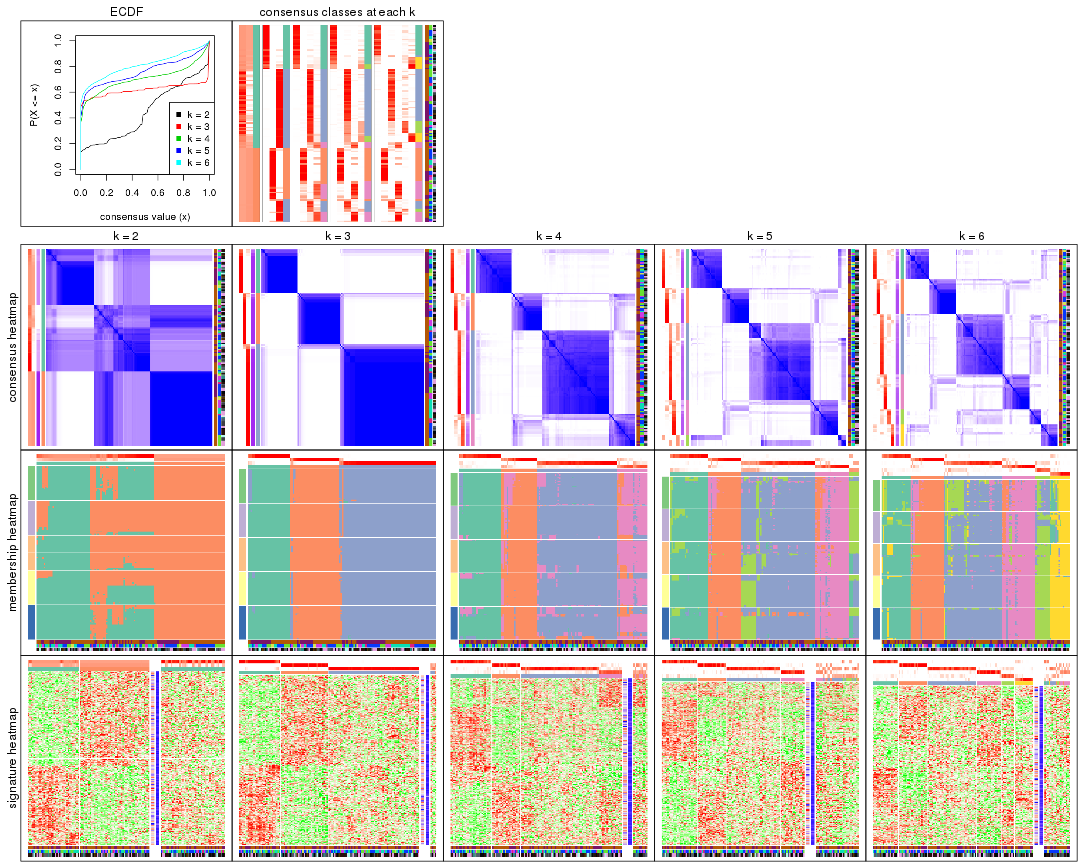 ECDF
consensus classes at each k
P(X <= x)
0.0 0.2 0.4 0.6 0.8 1.0
k = 2
k = 3
k = 4
k = 5
k = 6
0.0 0.2 0.4 0.6 0.8 1.0
consensus value (x)
k = 2 k = 3 k = 4 k = 5 k = 6
consensus heatmap
membership heatmap
signature heatmap